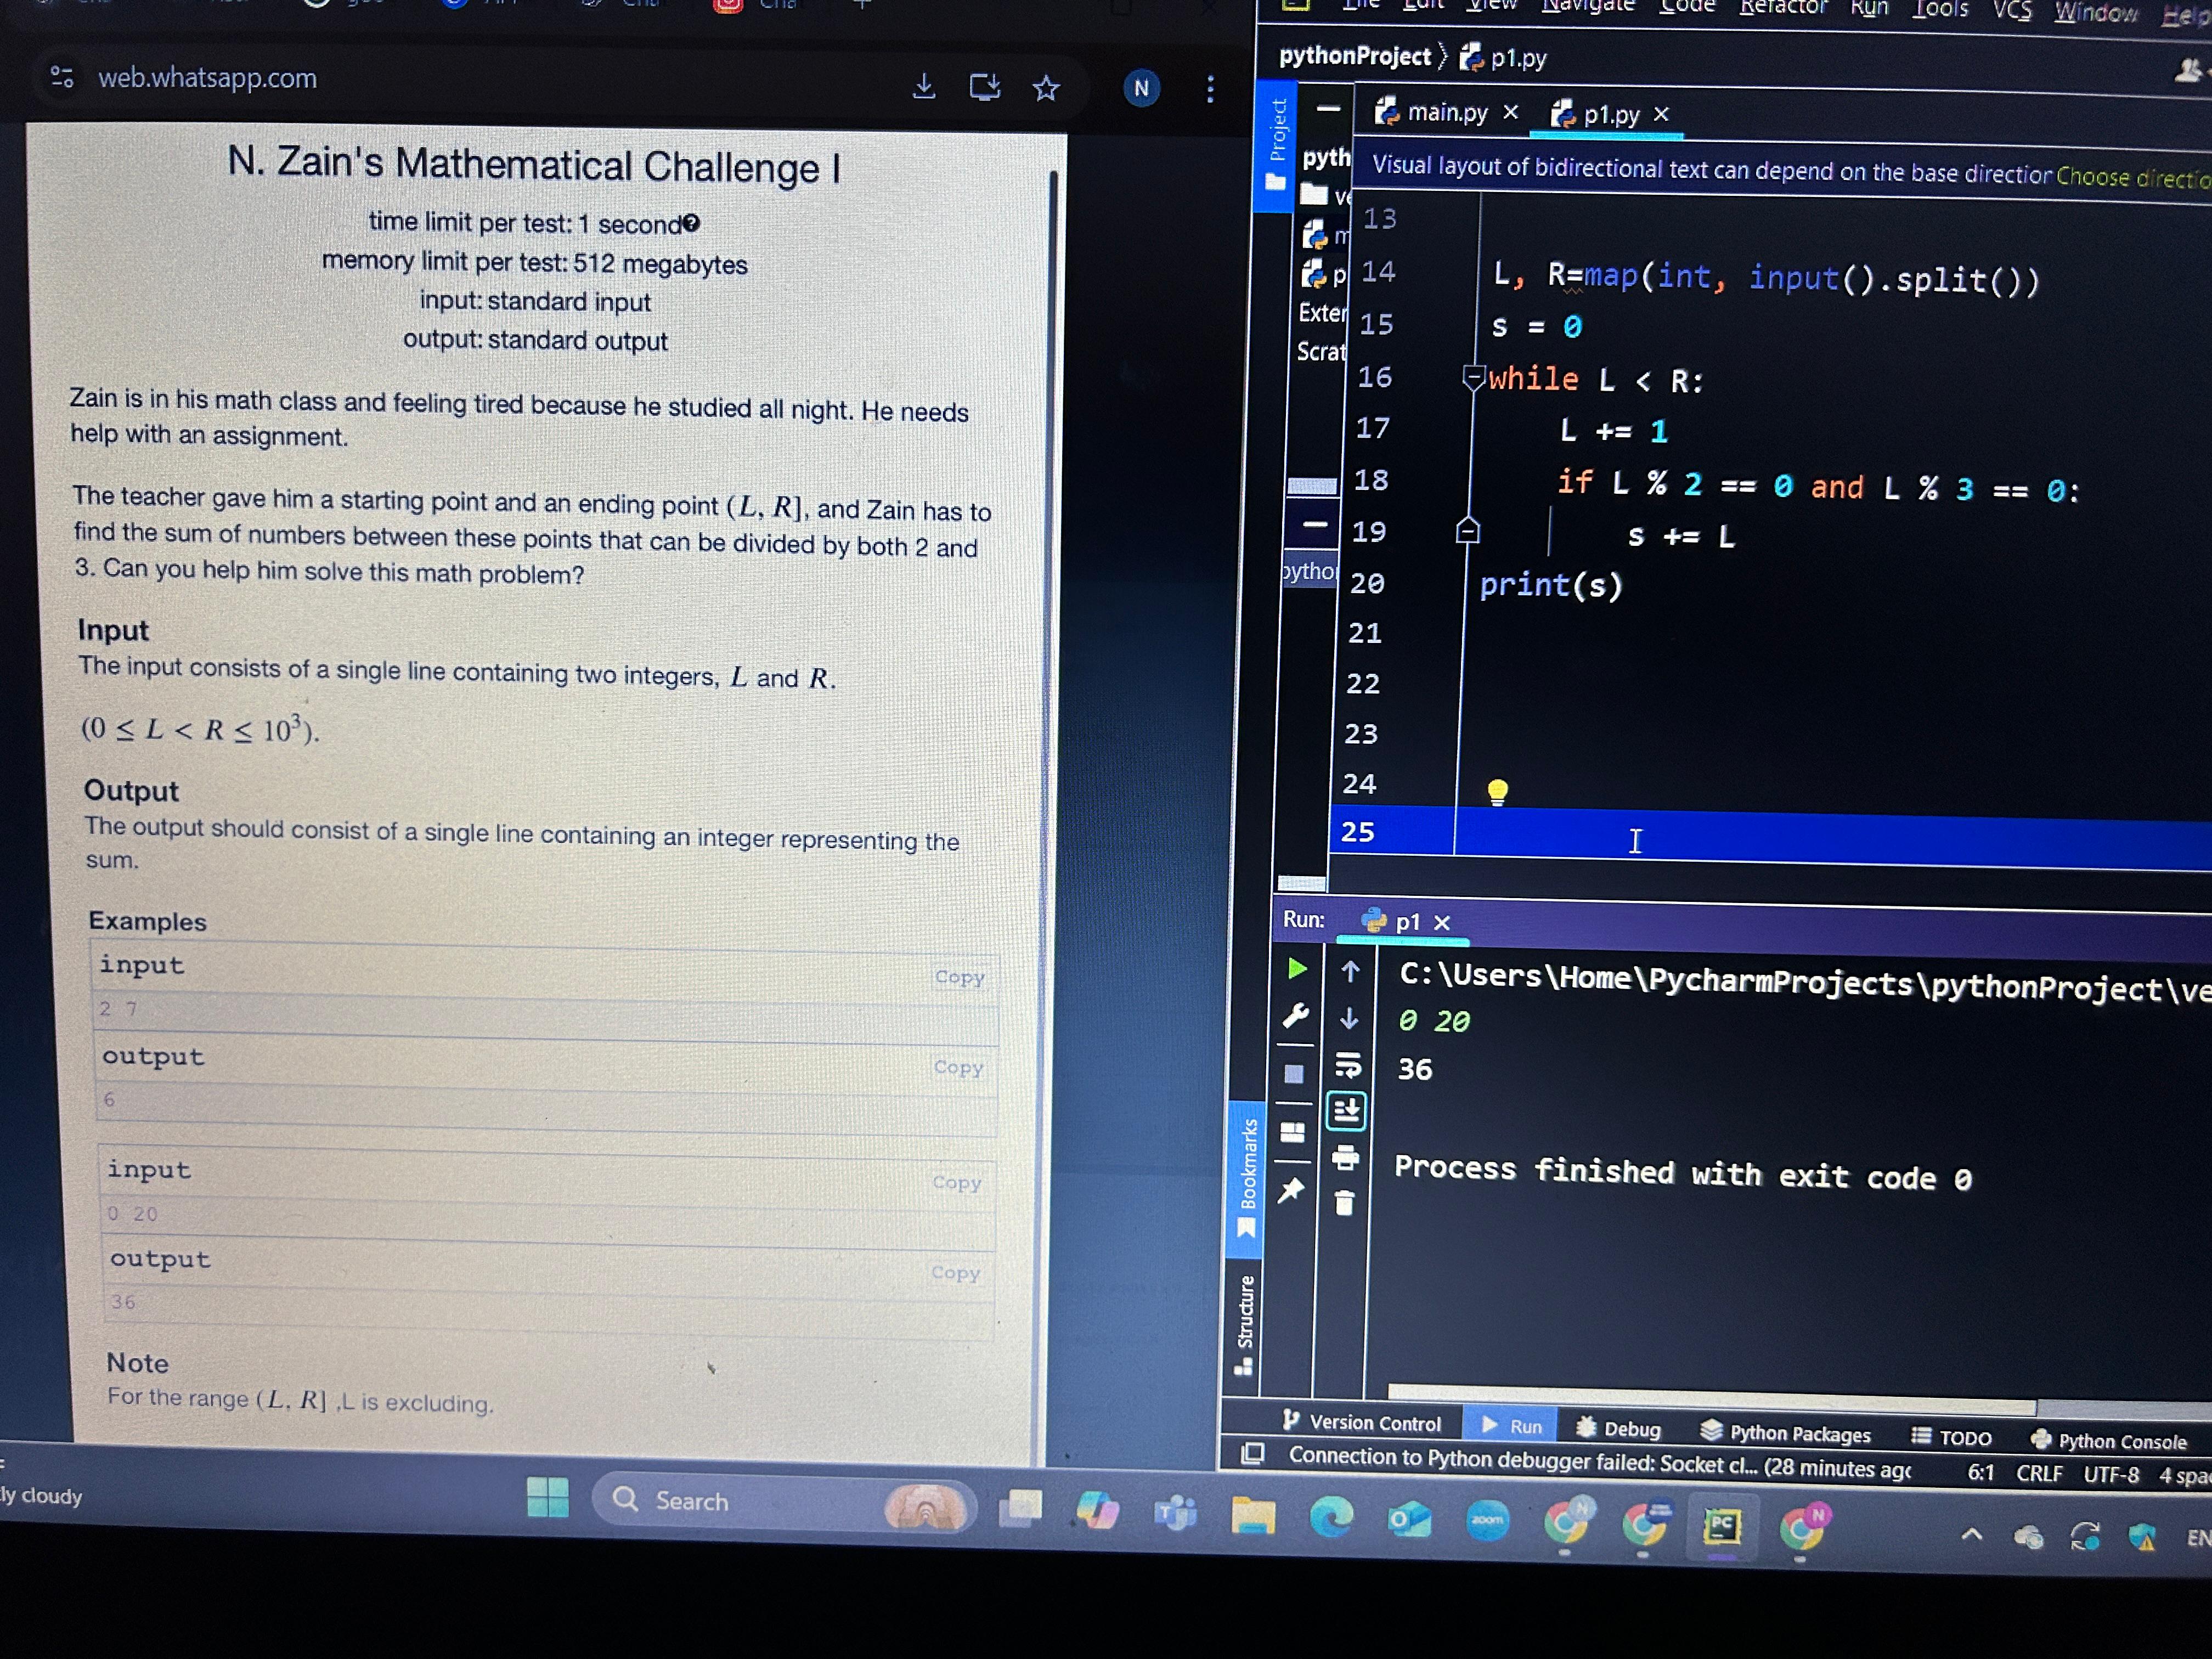 web.whatsapp.com
N
N. Zain's Mathematical Challenge I
time limit per test: 1 second
memory limit per test: 512 megabytes
input: standard input
output: standard output
Zain is in his math class and feeling tired because he studied all night. He needs
help with an assignment.
The teacher gave him a starting point and an ending point (L, R], and Zain has to
find the sum of numbers between these points that can be divided by both 2 and
3. Can you help him solve this math problem?
Input
The input consists of a single line containing two integers, L and R.
(0 ≤ L < R ≤ 10³).
Output
The output should consist of a single line containing an integer representing the
sum.
Examples
input
Copy
2 7
output
Copy
6
input
Copy
0 20
output
Copy
36
Note
For the range (L, R] ,L is excluding.
File Edit View Navigate Code Refactor Run Tools VCS Window Help
pythonProject p1.py
Project
main.py × p1.py ×
pyth
Visual layout of bidirectional text can depend on the base direction Choose directio
ve
m
p
Exter
Scrat
pytho
13
14 L, R=map(int, input().split())
15 s = 0
16 while L < R:
17 L += 1
18 if L % 2 == 0 and L % 3 == 0:
19 s += L
20 print(s)
21
22
23
24
25
Run: p1 ×
C:\Users\Home\PycharmProjects\pythonProject\ve
0 20
36
Process finished with exit code 0
Bookmarks
Structure
Version Control Run Debug Python Packages TODO Python Console
Connection to Python debugger failed: Socket cl... (28 minutes ago 6:1 CRLF UTF-8 4 spa
ly cloudy
Search
zoom
PC
N
EN